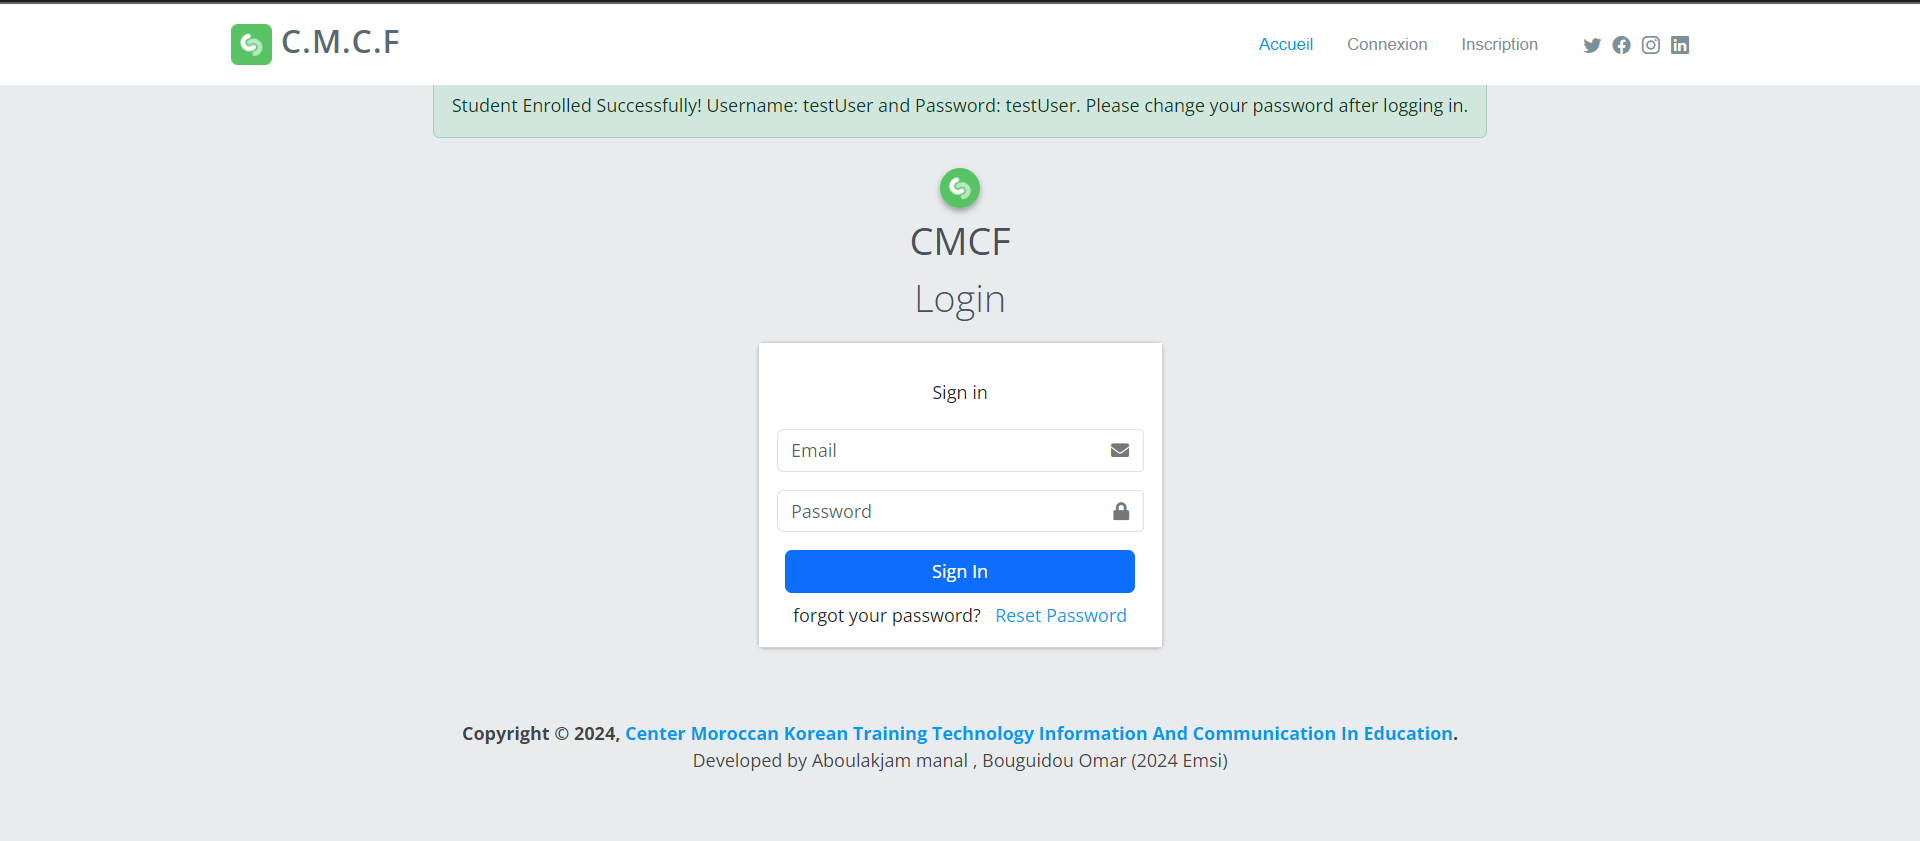 C.M.C.F
Accueil Connexion Inscription
Student Enrolled Successfully! Username: testUser and Password: testUser. Please change your password after logging in.
CMCF
Login
Sign in
Email
Password
Sign In
forgot your password? Reset Password
Copyright © 2024, Center Moroccan Korean Training Technology Information And Communication In Education.
Developed by Aboulakjam manal , Bouguidou Omar (2024 Emsi)